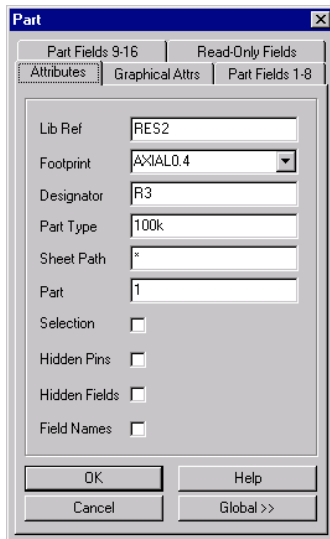 Part
Part Fields 9-16 Read-Only Fields
Attributes Graphical Attrs Part Fields 1-8
Lib Ref RES2
Footprint AXIAL0.4
Designator R3
Part Type 100k
Sheet Path *
Part 1
Selection
Hidden Pins
Hidden Fields
Field Names
OK Help
Cancel Global >>